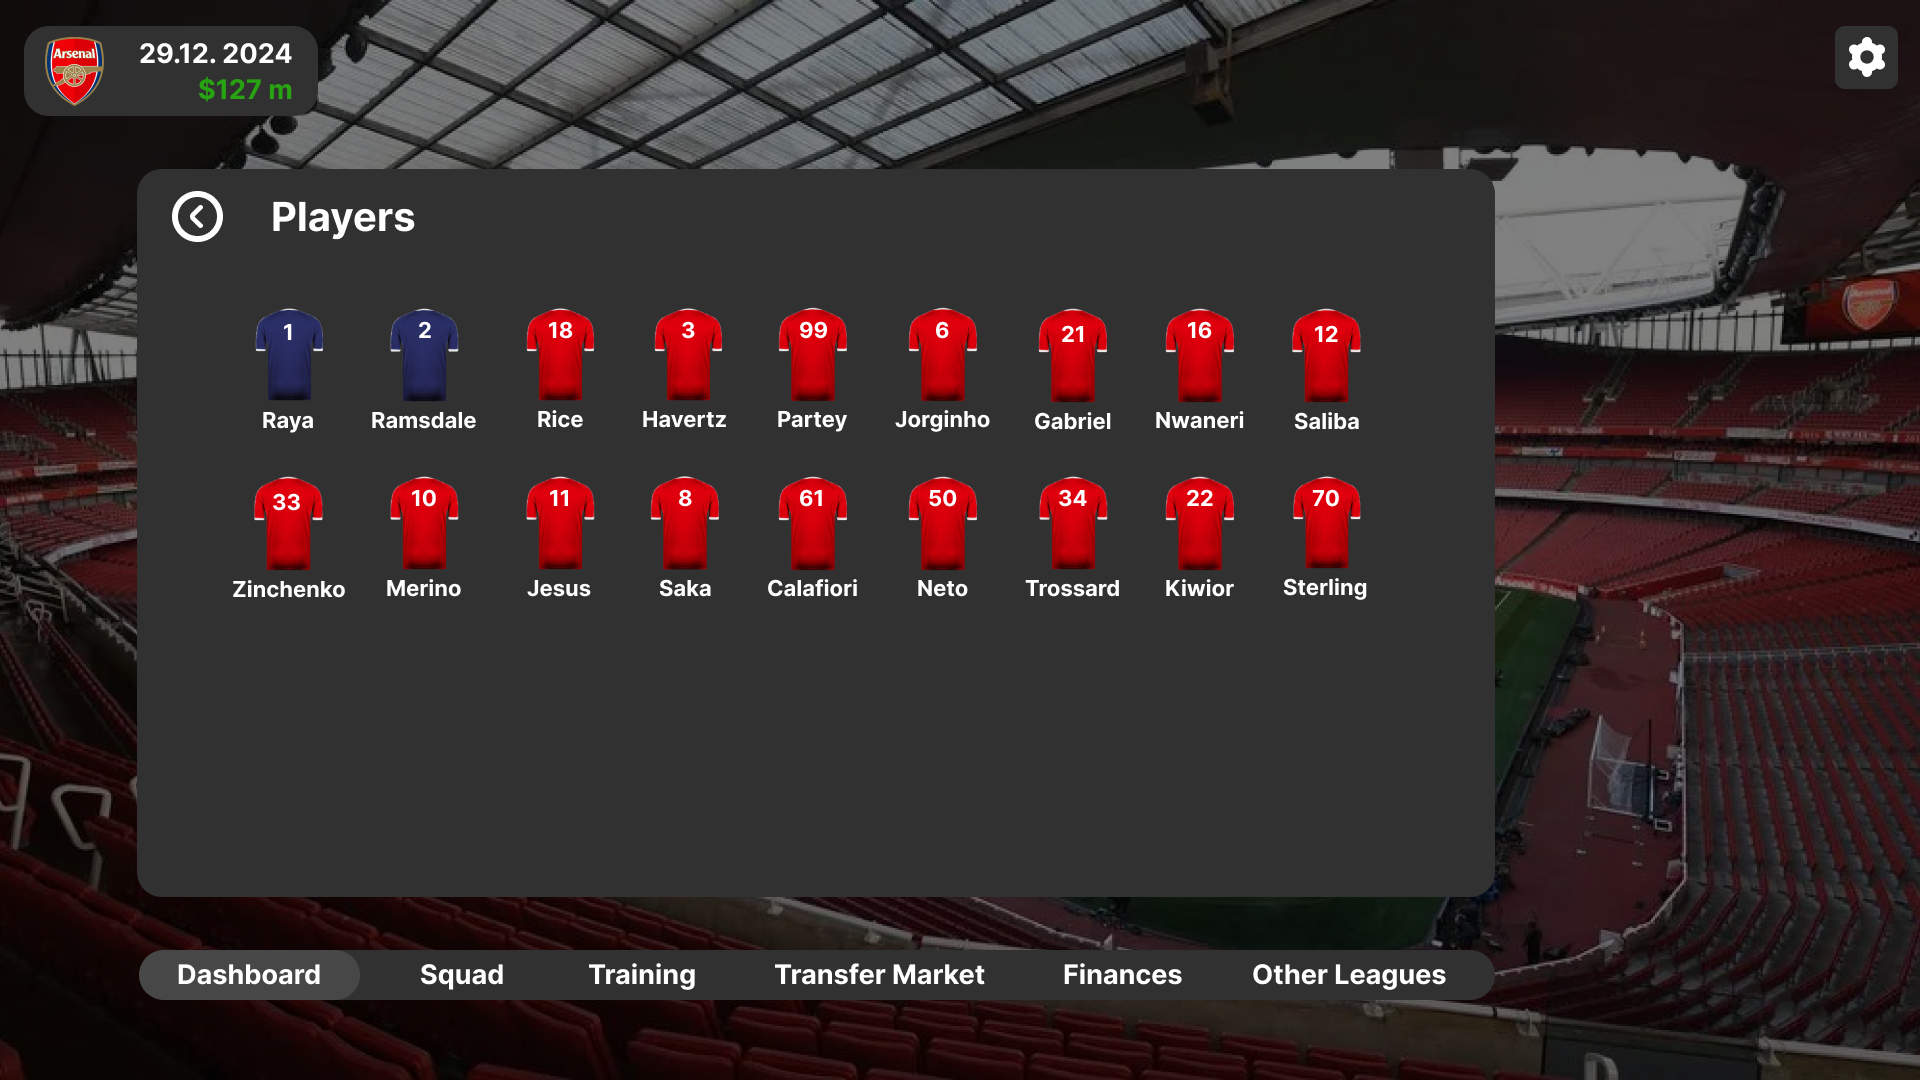 Arsenal
29.12. 2024
$127 m
Players
1
2
18
3
99
6
21
16
12
Raya
Ramsdale
Rice
Havertz
Partey
Jorginho
Gabriel
Nwaneri
Saliba
33
10
11
8
61
50
34
22
70
Zinchenko
Merino
Jesus
Saka
Calafiori
Neto
Trossard
Kiwior
Sterling
Arsenal
Dashboard
Squad
Training
Transfer Market
Finances
Other Leagues